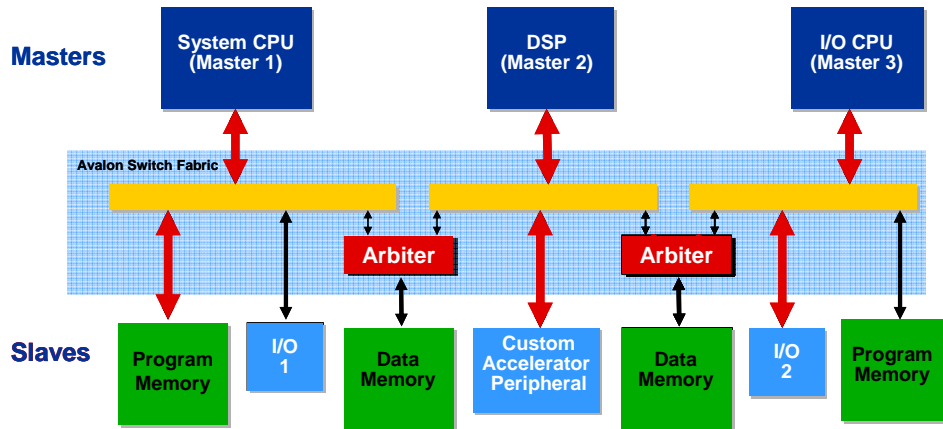 Masters
System CPU
(Master 1)
DSP
(Master 2)
I/O CPU
(Master 3)
Avalon Switch Fabric
Arbiter
Arbiter
Slaves
Program
Memory
I/O
1
Data
Memory
Custom
Accelerator
Peripheral
Data
Memory
I/O
2
Program
Memory